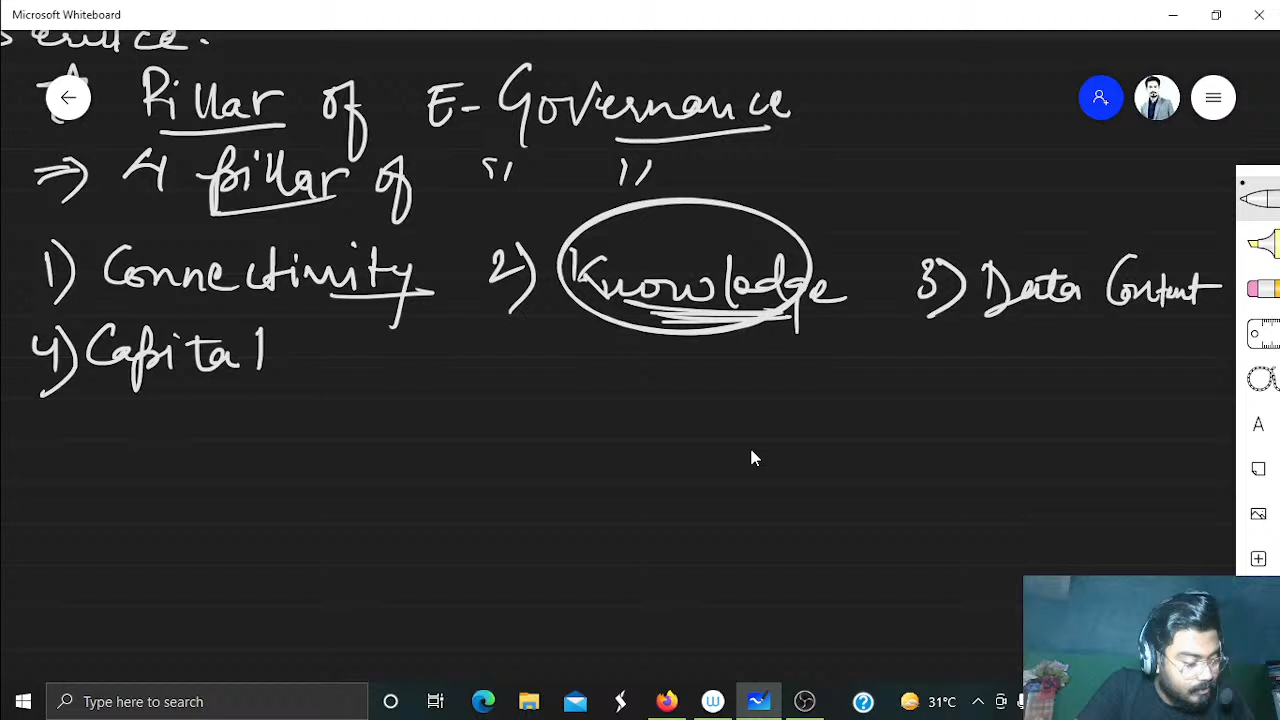 Microsoft Whiteboard
service.
Pillar of E-Governance
⇒ 4 pillar of " "
1) Connectivity 2) Knowledge 3) Data Content
4) Capital
A
Type here to search
31°C